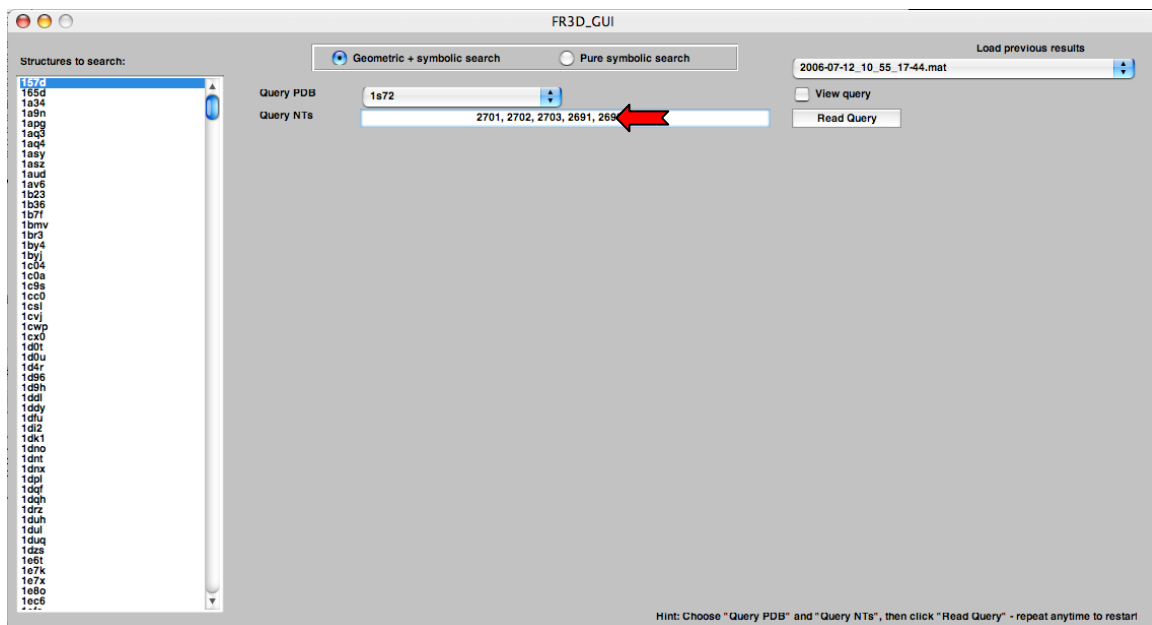 FR3D_GUI
Structures to search:
Geometric + symbolic search
Pure symbolic search
Load previous results
2006-07-12_10_55_17-44.mat
Query PDB
1s72
View query
Query NTs
2701, 2702, 2703, 2691,
Read Query
157d
165d
1a34
1a9n
1apg
1aq3
1aq4
1asy
1asz
1aud
1av6
1b23
1b36
1b7f
1bmv
1br3
1by4
1byj
1c04
1c0a
1c9s
1cc0
1csl
1cvj
1cwp
1cx0
1d0t
1d0u
1d4r
1d96
1d9h
1ddl
1ddy
1dfu
1di2
1dk1
1dno
1dnt
1dnx
1dpl
1dqf
1dqh
1drz
1duh
1dul
1duq
1dzs
1e6t
1e7k
1e7x
1e8o
1ec6
Hint: Choose "Query PDB" and "Query NTs", then click "Read Query" - repeat anytime to restart